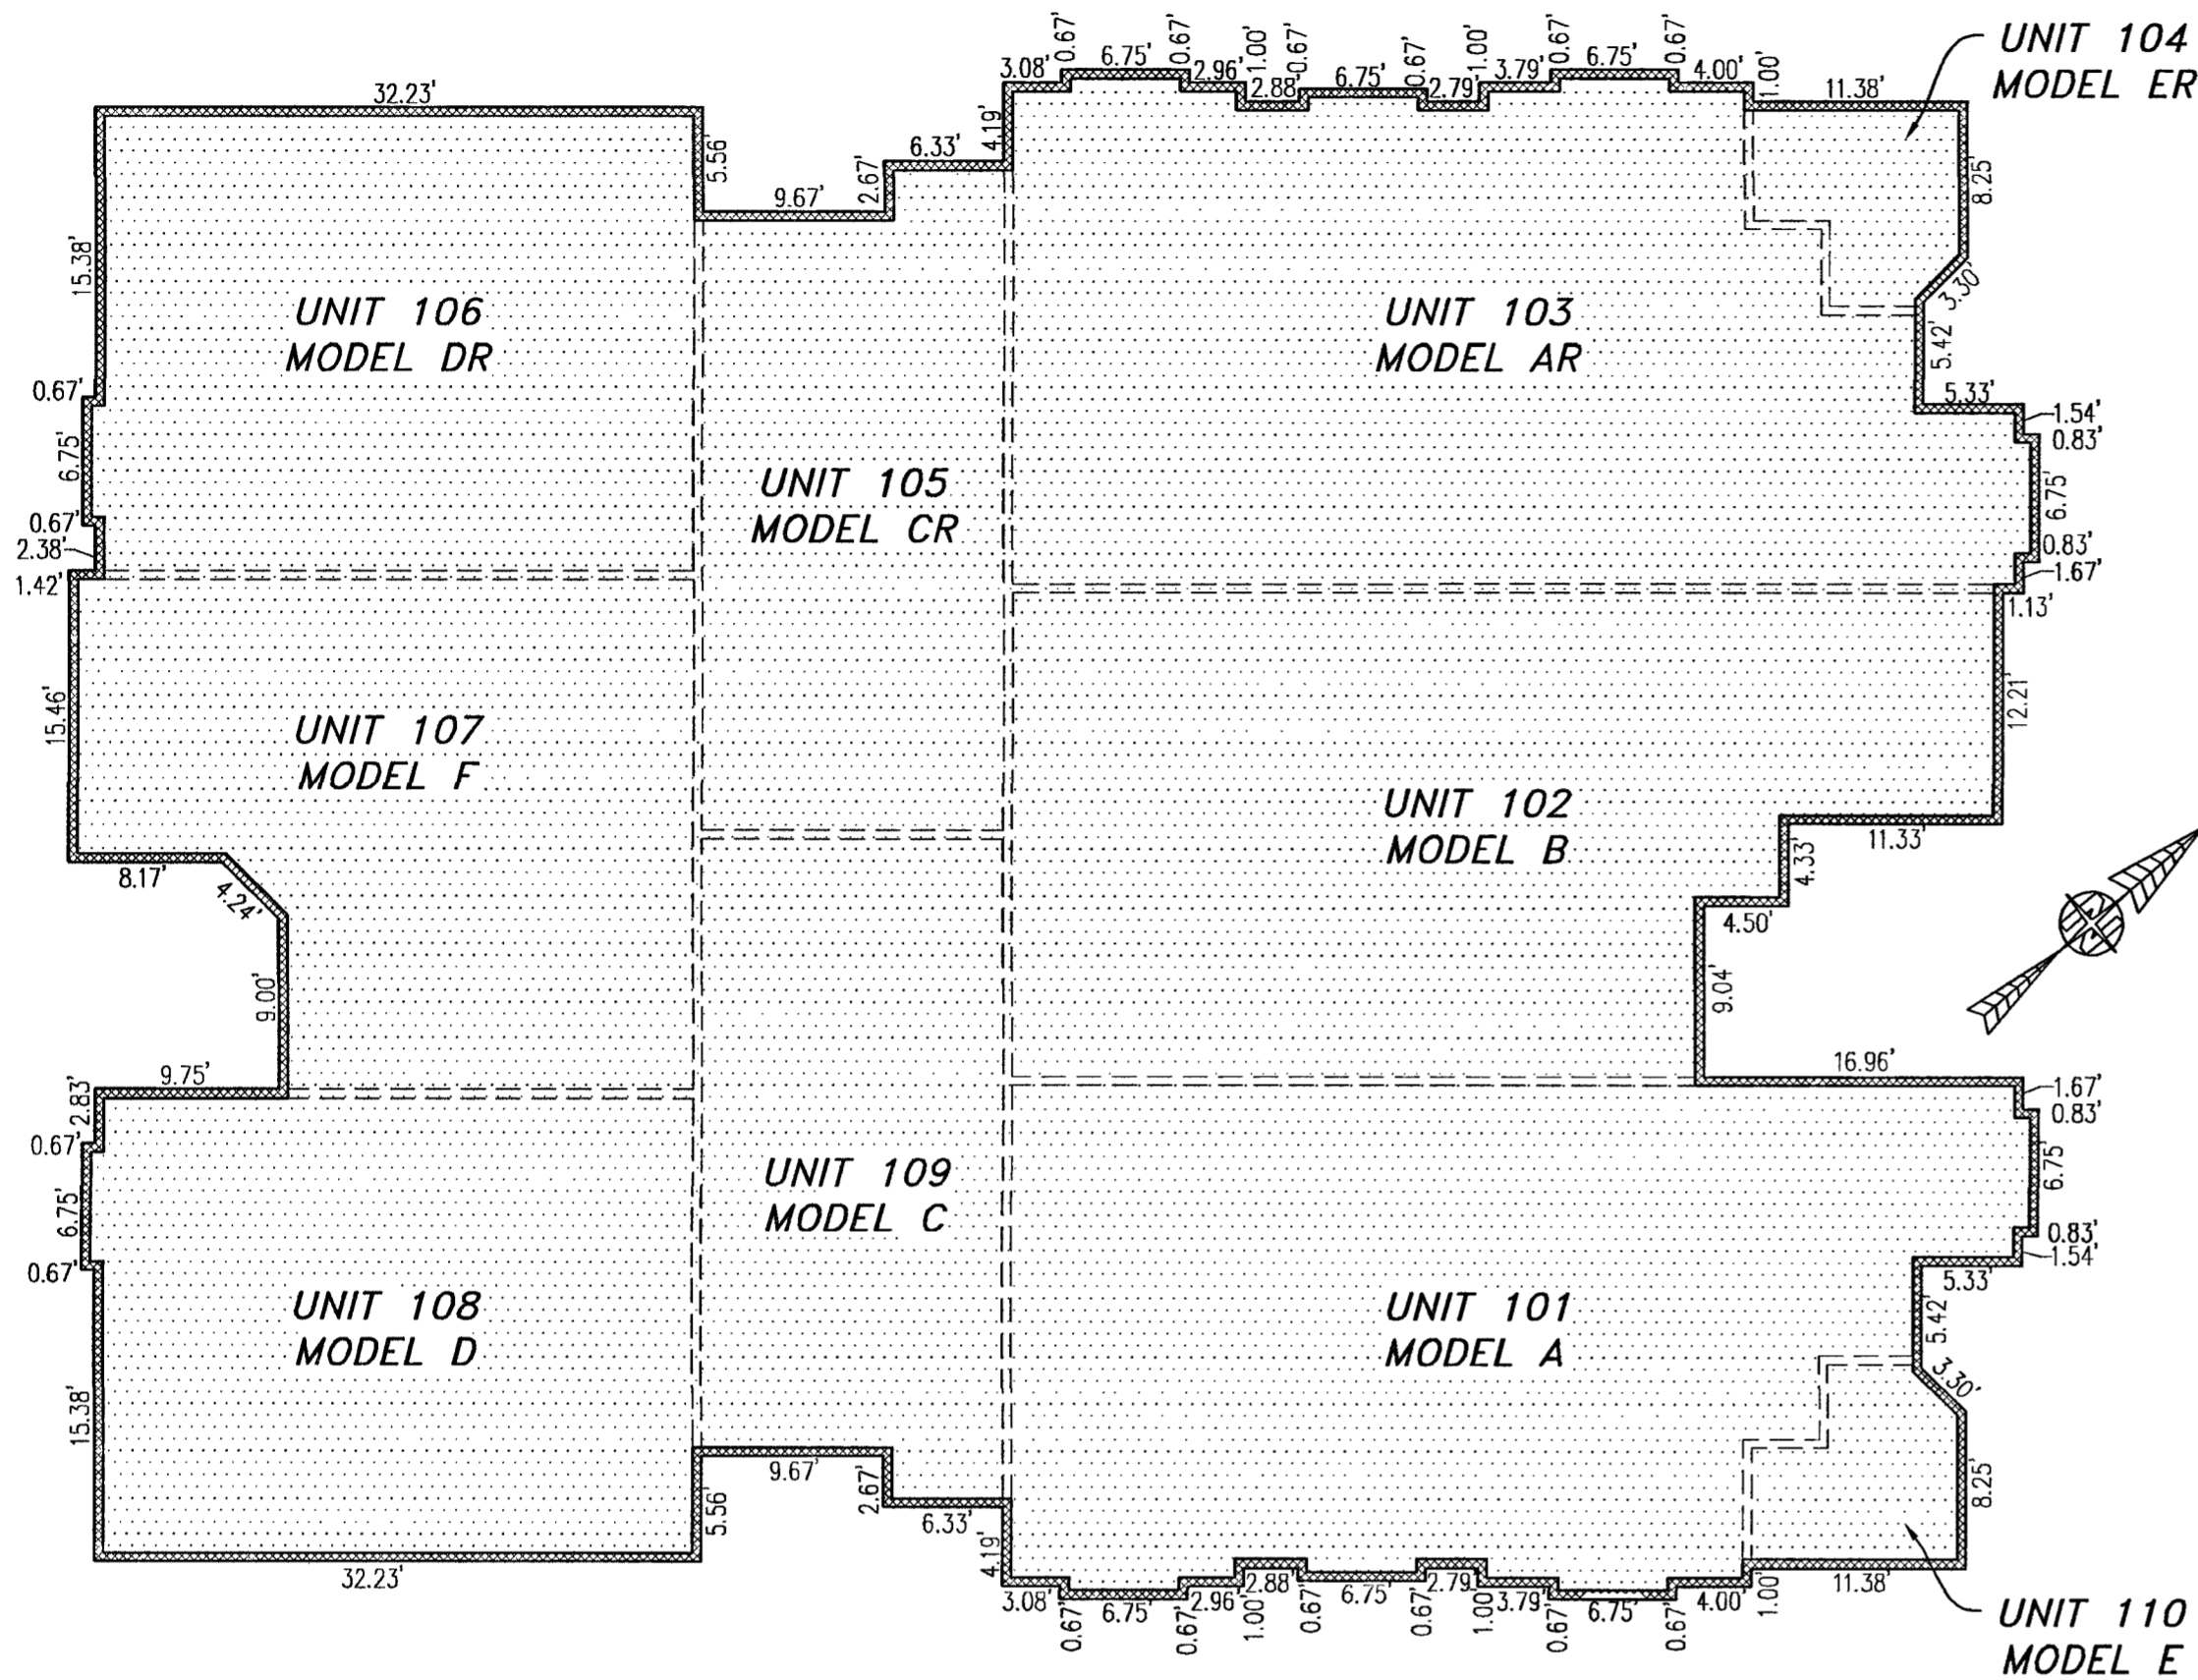 0.67' 6.75' 0.67' 1.00' 0.67' 0.67' 1.00' 0.67' 6.75' 0.67' 1.00'
3.08' 2.96' 2.88' 6.75' 2.79' 3.79' 4.00' 11.38'
UNIT 104
MODEL ER
32.23'
5.56'
9.67'
2.67'
6.33'
4.19'
8.25'
3.30'
5.42'
5.33'
1.54'
0.83'
6.75'
0.83'
1.67'
1.13'
15.38'
0.67'
6.75'
0.67'
2.38'
1.42'
UNIT 106
MODEL DR
UNIT 103
MODEL AR
UNIT 105
MODEL CR
15.46'
UNIT 107
MODEL F
12.21'
UNIT 102
MODEL B
11.33'
4.33'
4.50'
9.04'
16.96'
8.17'
4.24'
9.00'
9.75'
2.83'
0.67'
6.75'
0.67'
15.38'
1.67'
0.83'
6.75'
0.83'
1.54'
5.33'
5.42'
3.30'
8.25'
UNIT 109
MODEL C
UNIT 108
MODEL D
UNIT 101
MODEL A
9.67'
2.67'
5.56'
6.33'
4.19'
32.23'
3.08' 6.75' 2.96' 2.88' 6.75' 2.79' 3.79' 6.75' 4.00' 11.38'
0.67' 0.67' 1.00' 0.67' 0.67' 1.00' 0.67' 0.67' 1.00'
UNIT 110
MODEL E